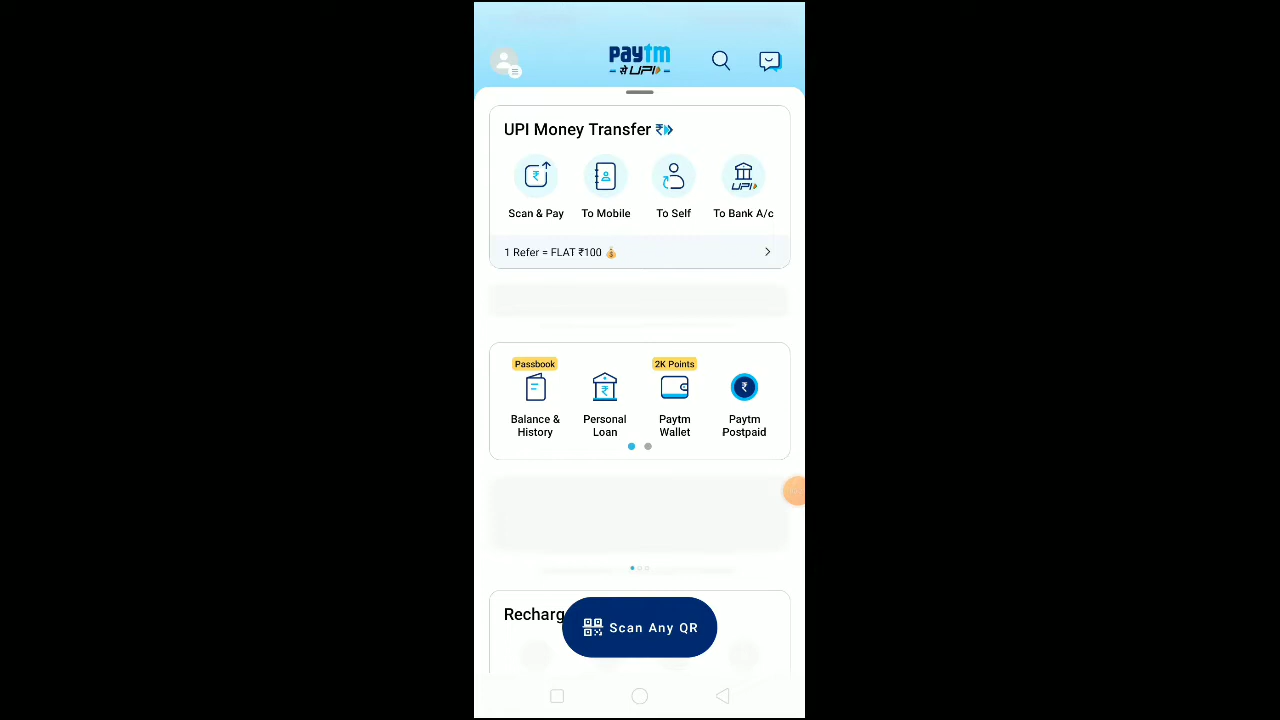 paytm
UPI
UPI Money Transfer
Scan & Pay To Mobile To Self To Bank A/c
UPI
1 Refer = FLAT ₹100
Passbook 2K Points
Balance & History Personal Loan Paytm Wallet Paytm Postpaid
Recharg
Scan Any QR